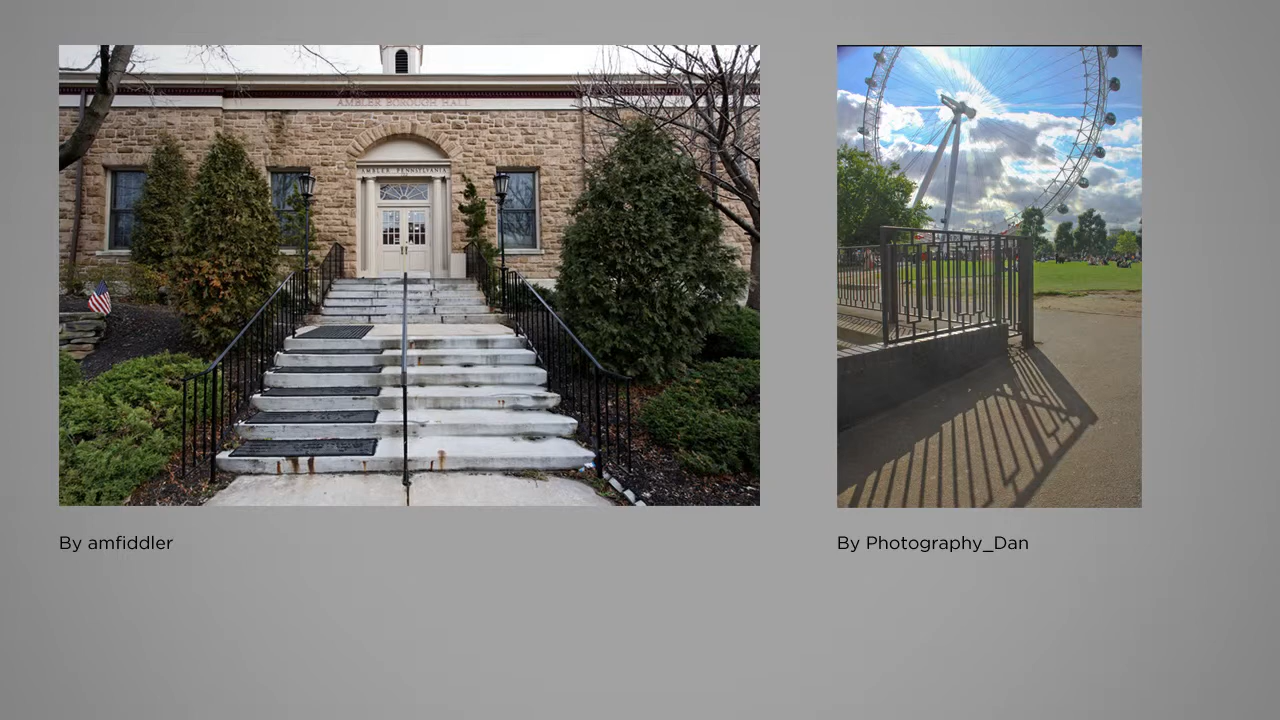 AMBLER BOROUGH HALL
AMBLER PENNSYLVANIA
By amfiddler
By Photography_Dan